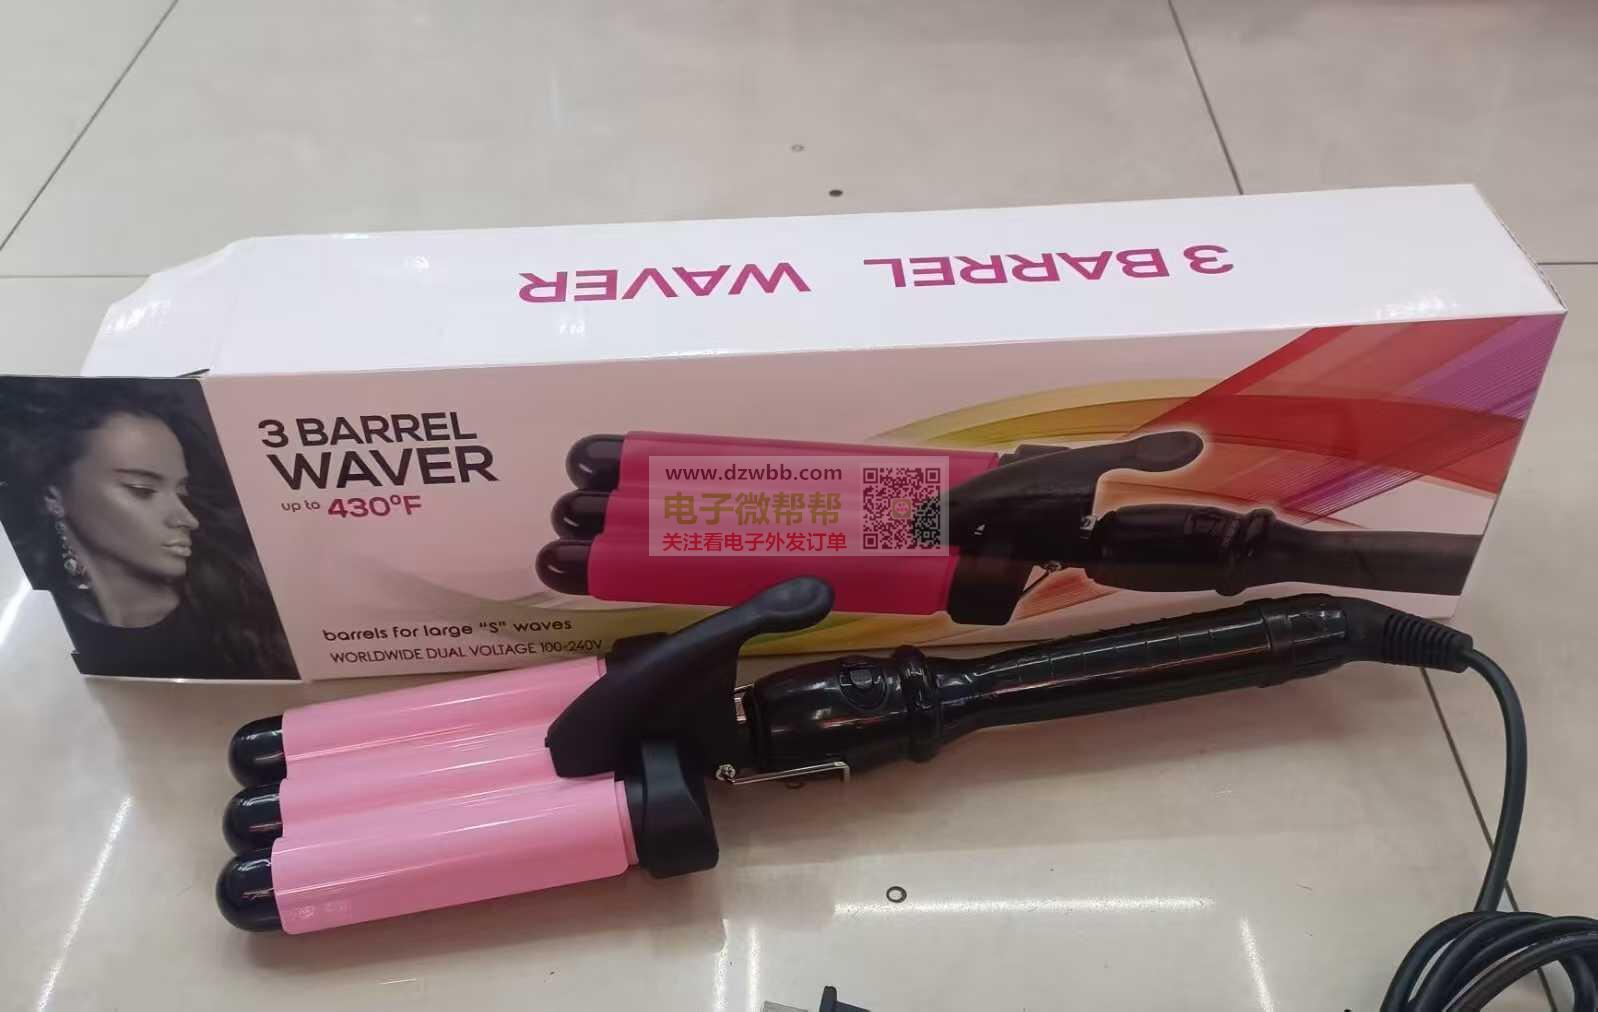 3 BARREL WAVER
3 BARREL
WAVER
up to 430°F
www.dzwbb.com
电子微帮帮
关注看电子外发订单
barrels for large “S” waves
WORLDWIDE DUAL VOLTAGE 100-240V